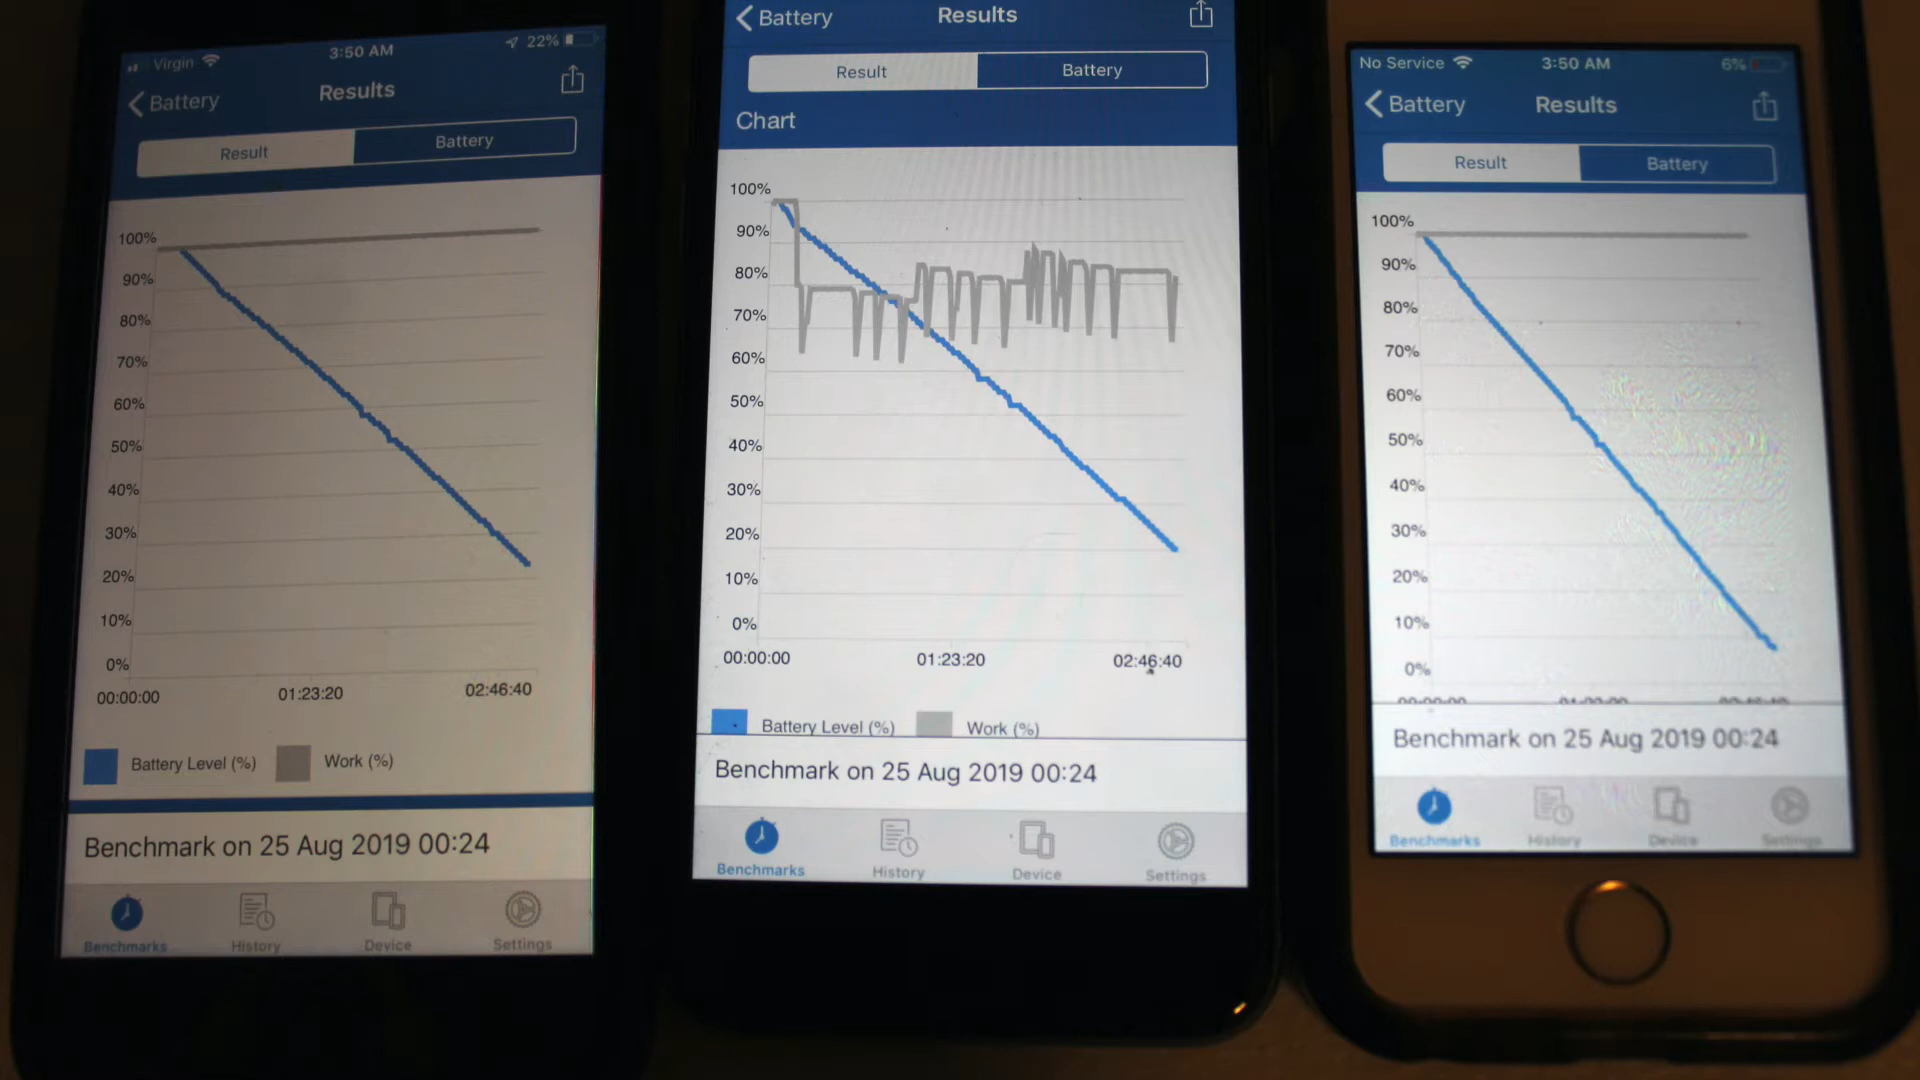 Virgin
3:50 AM
22%
Battery
Results
Result
Battery
100%
90%
80%
70%
60%
50%
40%
30%
20%
10%
0%
00:00:00
01:23:20
02:46:40
Battery Level (%)
Work (%)
Benchmark on 25 Aug 2019 00:24
Benchmarks
History
Device
Settings
Battery
Results
Result
Battery
Chart
100%
90%
80%
70%
60%
50%
40%
30%
20%
10%
0%
00:00:00
01:23:20
02:46:40
Battery Level (%)
Work (%)
Benchmark on 25 Aug 2019 00:24
Benchmarks
History
Device
Settings
No Service
3:50 AM
6%
Battery
Results
Result
Battery
100%
90%
80%
70%
60%
50%
40%
30%
20%
10%
0%
Benchmark on 25 Aug 2019 00:24
Benchmarks
History
Device
Settings